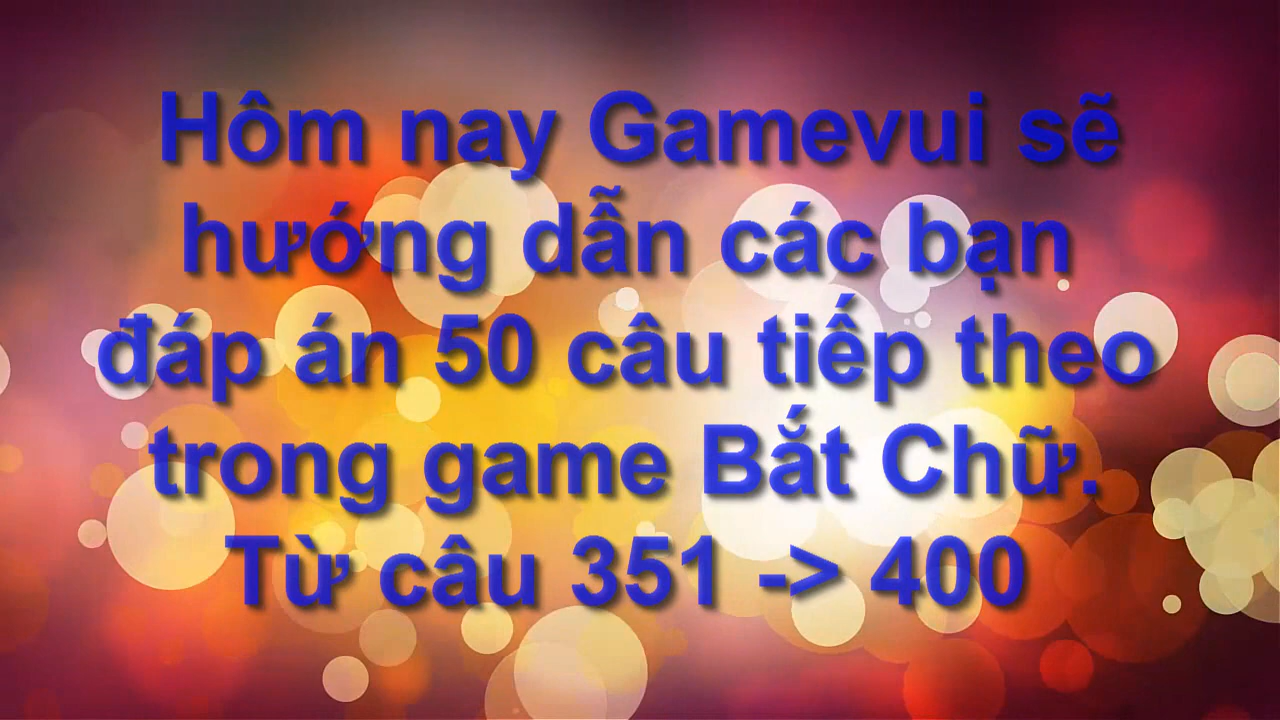 Hôm nay Gamevui sẽ
hướng dẫn các bạn
đáp án 50 câu tiếp theo
trong game Bắt Chữ.
Từ câu 351 -> 400